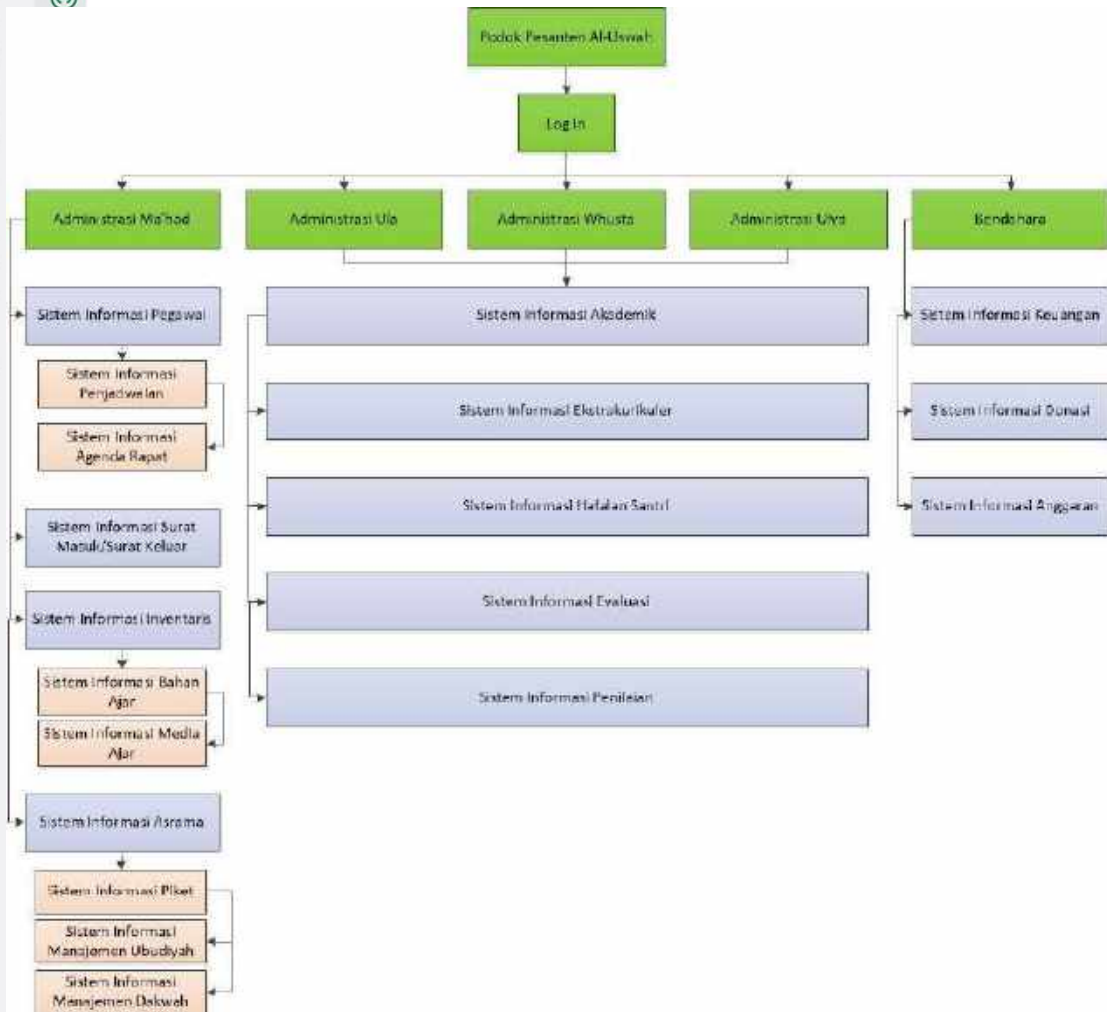 Podok Pesanten Al-Uswah
Log In
Administrasi Ma'had
Administrasi Ula
Administrasi Whusta
Administrasi Ulya
Bendahara
Sistem Informasi Pegawai
Sistem Informasi Akademik
Sistem Informasi Keuangan
Sistem Informasi
Penjadwalan
Sistem Informasi Ekstrakurikuler
Sistem Informasi Donasi
Sistem Informasi
Agenda Rapat
Sistem Informasi Hafalan Santri
Sistem Informasi Anggaran
Sistem Informasi Surat
Masuk/Surat Keluar
Sistem Informasi Evaluasi
Sistem Informasi Inventaris
Sistem Informasi Bahan
Ajar
Sistem Informasi Penilaian
Sistem Informasi Media
Ajar
Sistem Informasi Asrama
Sistem Informasi Piket
Sistem Informasi
Manajemen Ubudiyah
Sistem Informasi
Manajemen Dakwah